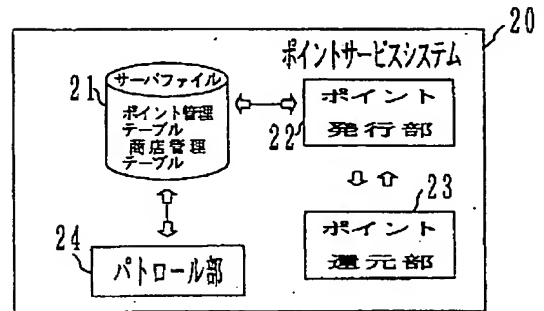 20
ポイントサービスシステム
21
サーバファイル
ポイント管理
テーブル
商店管理
テーブル
22
ポイント
発行部
23
ポイント
還元部
24
パトロール部